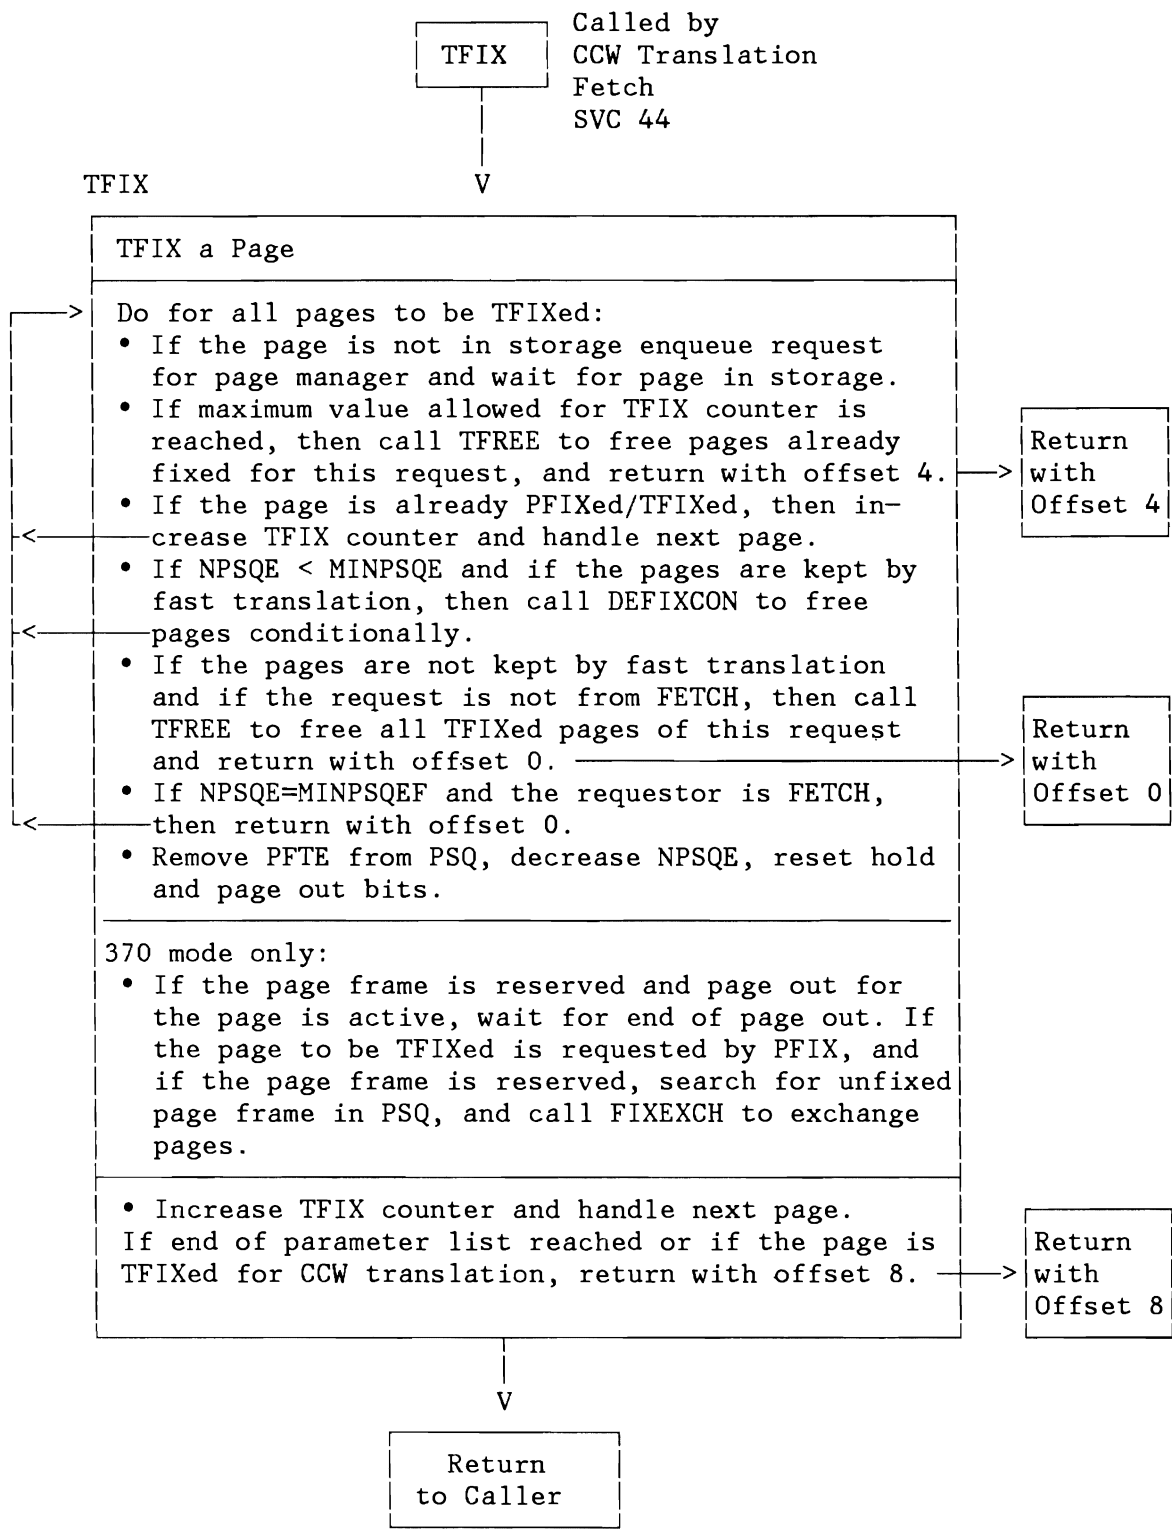 TFIX
Called by
CCW Translation
Fetch
SVC 44
V
TFIX
TFIX a Page
> Do for all pages to be TFIXed:
• If the page is not in storage enqueue request
for page manager and wait for page in storage.
• If maximum value allowed for TFIX counter is
reached, then call TFREE to free pages already
fixed for this request, and return with offset 4. >
Return
with
Offset 4
• If the page is already PFIXed/TFIXed, then in-
< crease TFIX counter and handle next page.
• If NPSQE < MINPSQE and if the pages are kept by
fast translation, then call DEFIXCON to free
< pages conditionally.
• If the pages are not kept by fast translation
and if the request is not from FETCH, then call
TFREE to free all TFIXed pages of this request
and return with offset 0. >
Return
with
Offset 0
• If NPSQE=MINPSQEF and the requestor is FETCH,
< then return with offset 0.
• Remove PFTE from PSQ, decrease NPSQE, reset hold
and page out bits.
370 mode only:
• If the page frame is reserved and page out for
the page is active, wait for end of page out. If
the page to be TFIXed is requested by PFIX, and
if the page frame is reserved, search for unfixed
page frame in PSQ, and call FIXEXCH to exchange
pages.
• Increase TFIX counter and handle next page.
If end of parameter list reached or if the page is
TFIXed for CCW translation, return with offset 8. >
Return
with
Offset 8
V
Return
to Caller